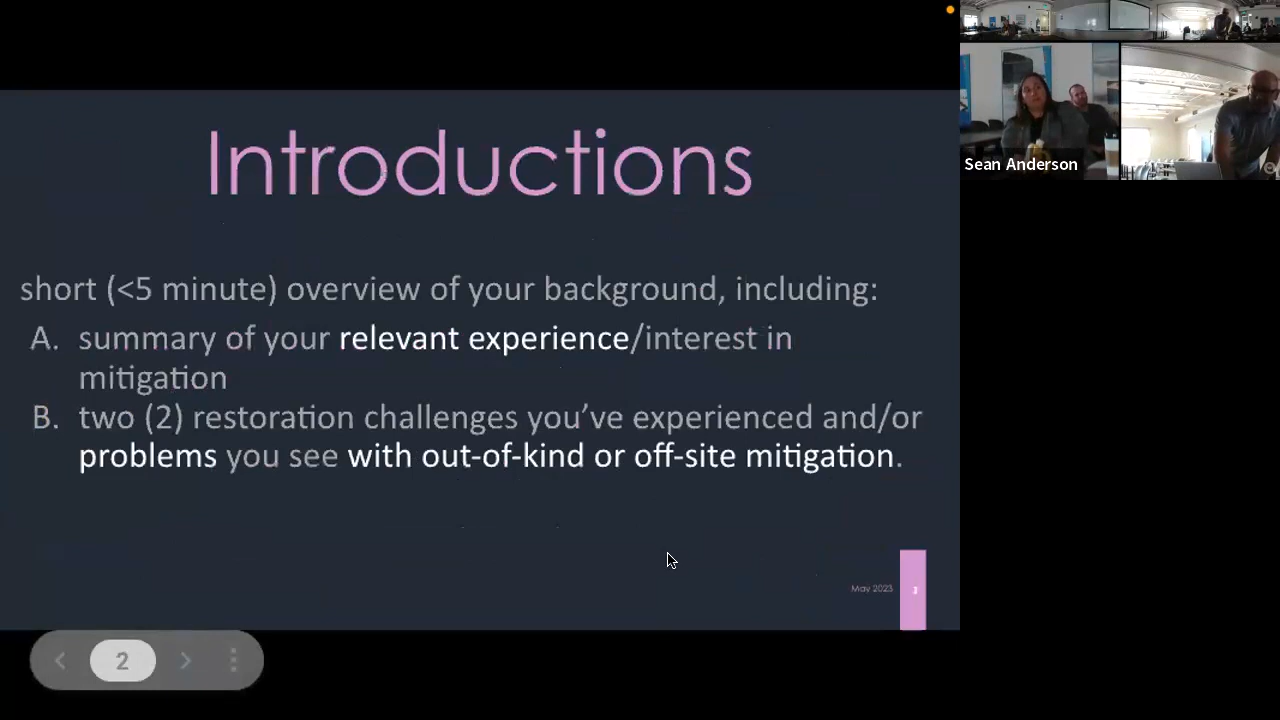 Introductions
short (<5 minute) overview of your background, including:
A. summary of your relevant experience/interest in
mitigation
B. two (2) restoration challenges you’ve experienced and/or
problems you see with out-of-kind or off-site mitigation.
May 2023
2
Sean Anderson